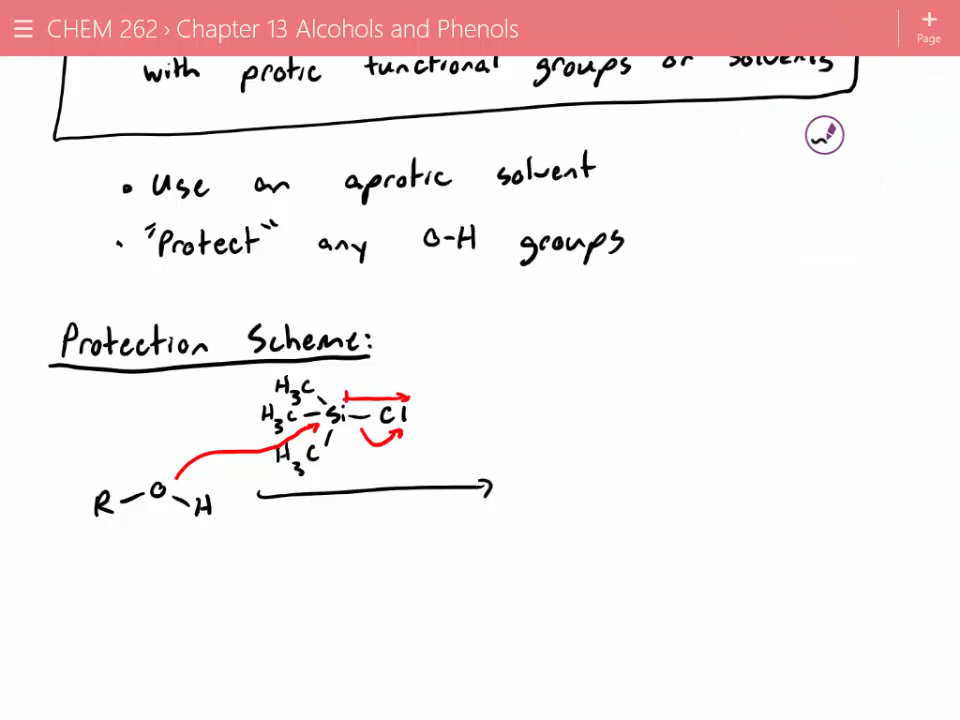 CHEM 262 › Chapter 13 Alcohols and Phenols
Page
with protic functional groups or solvents
• Use an aprotic solvent
• "Protect" any O-H groups
Protection Scheme:
H3C
H3C-Si-Cl
H3C
R-O-H